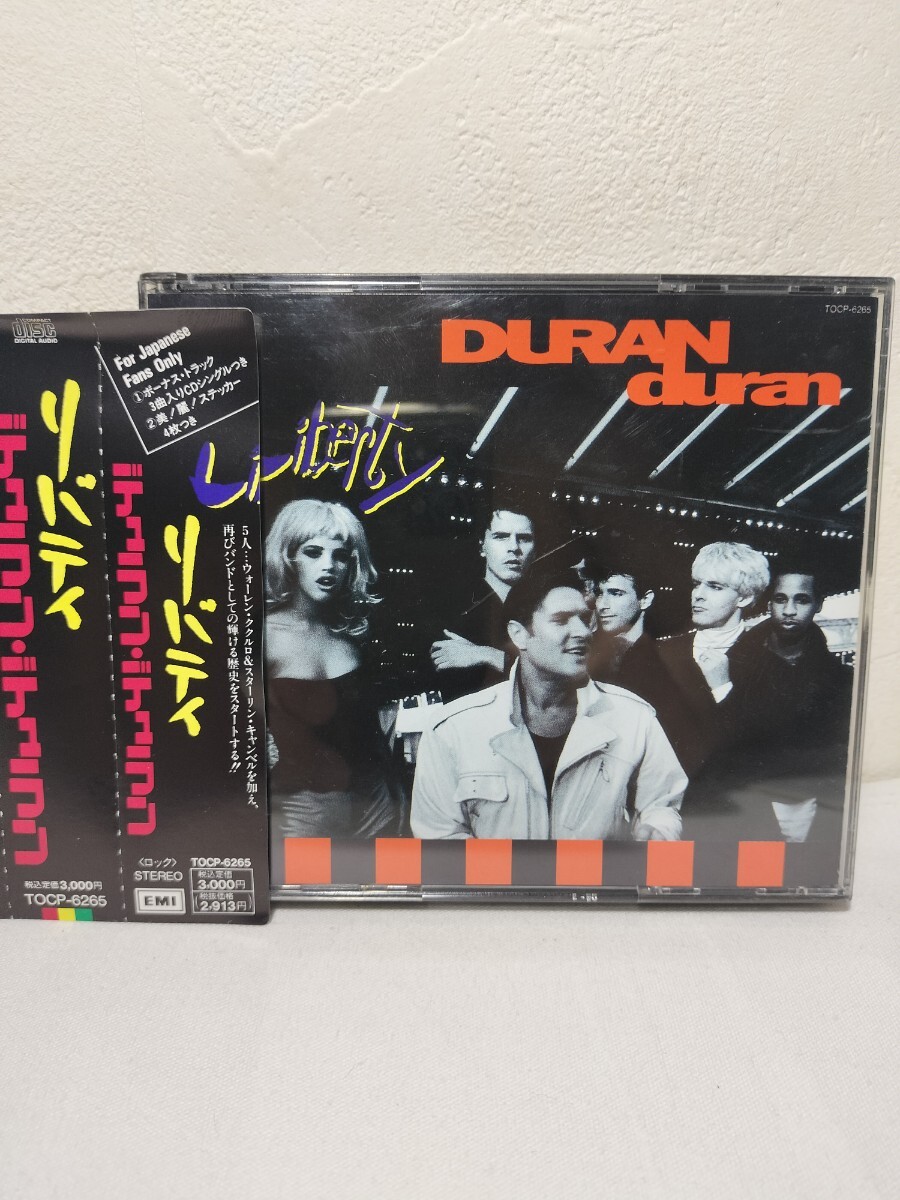 COMPACT
disc
DIGITAL AUDIO
リバティ
デュラン・デュラン
税込定価3,000円
TOCP-6265
For Japanese
Fans Only
①ボーナス・トラック
3曲入りCDシングルつき
②美!麗!ステッカー
4枚つき
リバティ
デュラン・デュラン
5人…ウォーレン・ククルロ&スターリン・キャンベルを加え、
再びバンドとしての輝ける歴史をスタートする!!
〈ロック〉
STEREO
EMI
TOCP-6265
税込定価
3,000円
税抜価格
2,913円
TOCP-6265
DURAN
duran
Liberty